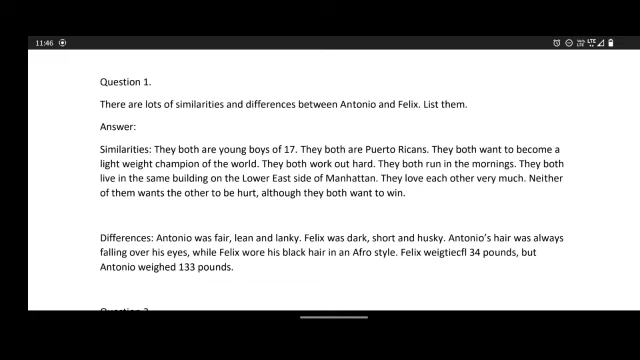 11:46
LTE
Question 1.
There are lots of similarities and differences between Antonio and Felix. List them.
Answer:
Similarities: They both are young boys of 17. They both are Puerto Ricans. They both want to become a
light weight champion of the world. They both work out hard. They both run in the mornings. They both
live in the same building on the Lower East side of Manhattan. They love each other very much. Neither
of them wants the other to be hurt, although they both want to win.
Differences: Antonio was fair, lean and lanky. Felix was dark, short and husky. Antonio's hair was always
falling over his eyes, while Felix wore his black hair in an Afro style. Felix weigtiecfl 34 pounds, but
Antonio weighed 133 pounds.